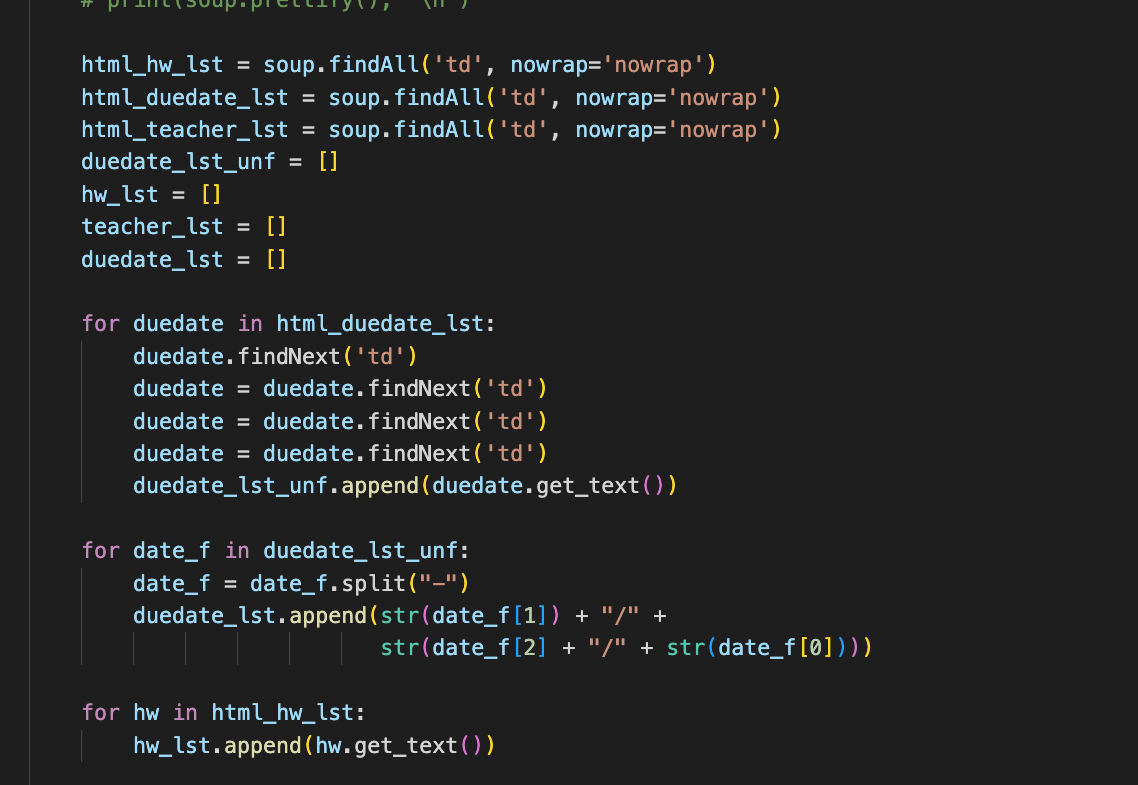 # print(soup.prettify(), "\n")
html_hw_lst = soup.findAll('td', nowrap='nowrap')
html_duedate_lst = soup.findAll('td', nowrap='nowrap')
html_teacher_lst = soup.findAll('td', nowrap='nowrap')
duedate_lst_unf = []
hw_lst = []
teacher_lst = []
duedate_lst = []
for duedate in html_duedate_lst:
duedate.findNext('td')
duedate = duedate.findNext('td')
duedate = duedate.findNext('td')
duedate = duedate.findNext('td')
duedate_lst_unf.append(duedate.get_text())
for date_f in duedate_lst_unf:
date_f = date_f.split("-")
duedate_lst.append(str(date_f[1]) + "/" +
str(date_f[2] + "/" + str(date_f[0])))
for hw in html_hw_lst:
hw_lst.append(hw.get_text())